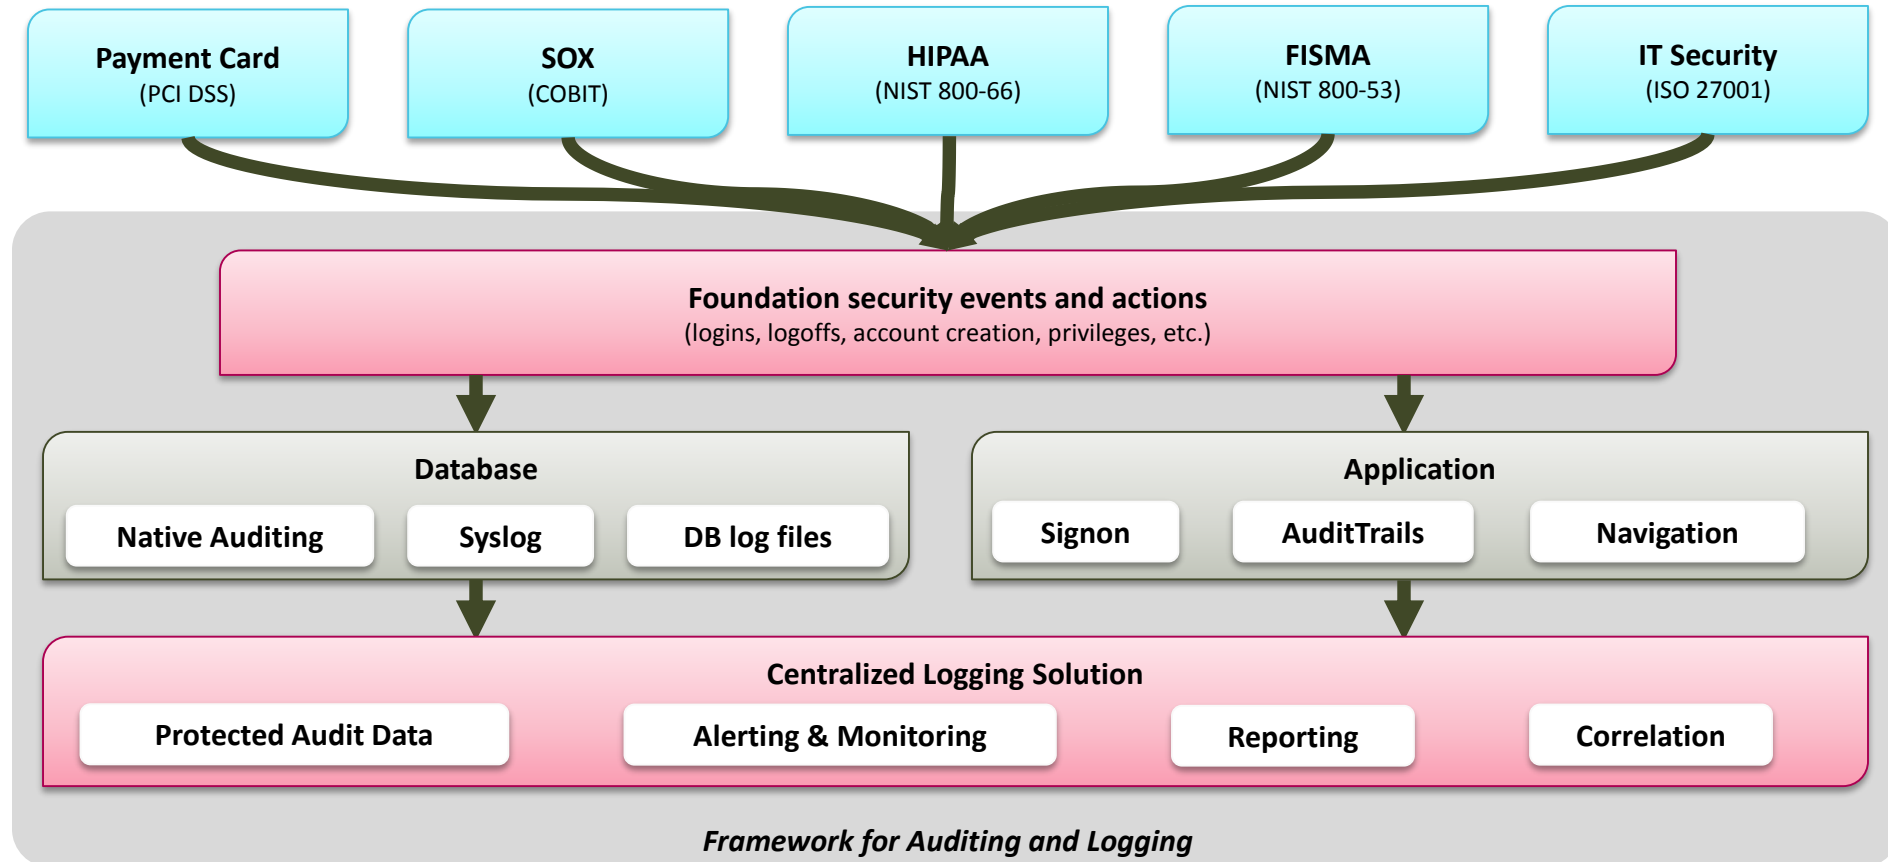 Payment Card
(PCI DSS)
SOX
(COBIT)
HIPAA
(NIST 800-66)
FISMA
(NIST 800-53)
IT Security
(ISO 27001)
Foundation security events and actions
(logins, logoffs, account creation, privileges, etc.)
Database
Native Auditing
Syslog
DB log files
Application
Signon
AuditTrails
Navigation
Centralized Logging Solution
Protected Audit Data
Alerting & Monitoring
Reporting
Correlation
Framework for Auditing and Logging